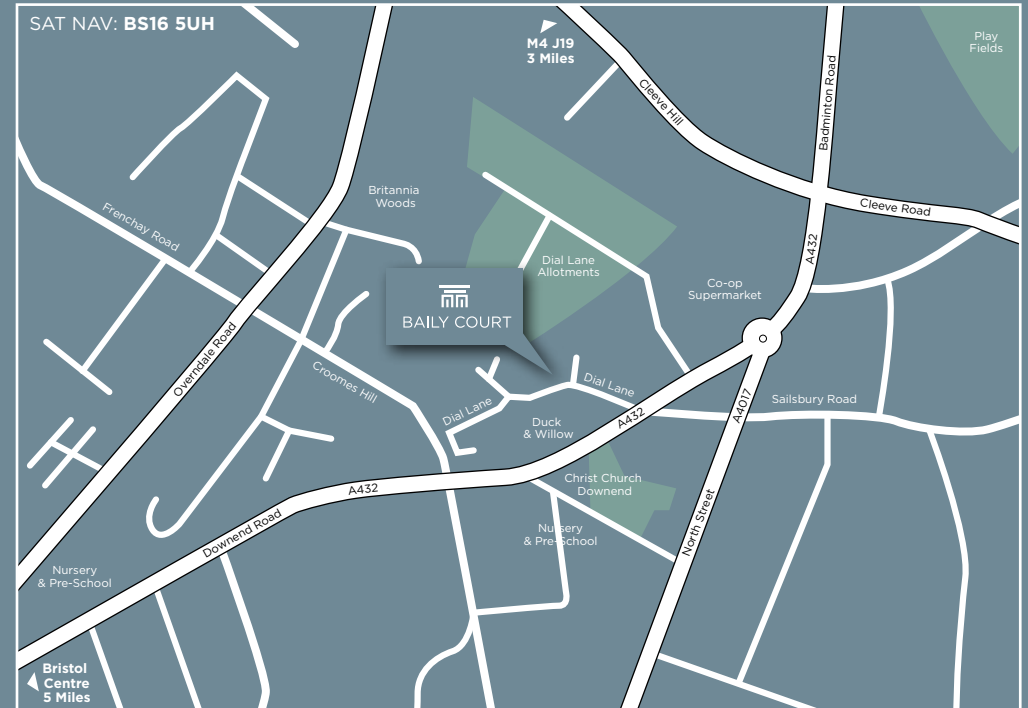 SAT NAV: BS16 5UH
M4 J19
3 Miles
Play
Fields
Cleeve Hill
Badminton Road
Britannia
Woods
Cleeve Road
Frenchay Road
A432
Dial Lane
Allotments
Co-op
Supermarket
BAILY COURT
Overndale Road
Croomes Hill
Dial Lane
Dial Lane
A432
A4017
Sailsbury Road
Duck
& Willow
A432
Christ Church
Downend
Downend Road
North Street
Nursery
& Pre-School
Nursery
& Pre-School
Bristol
Centre
5 Miles